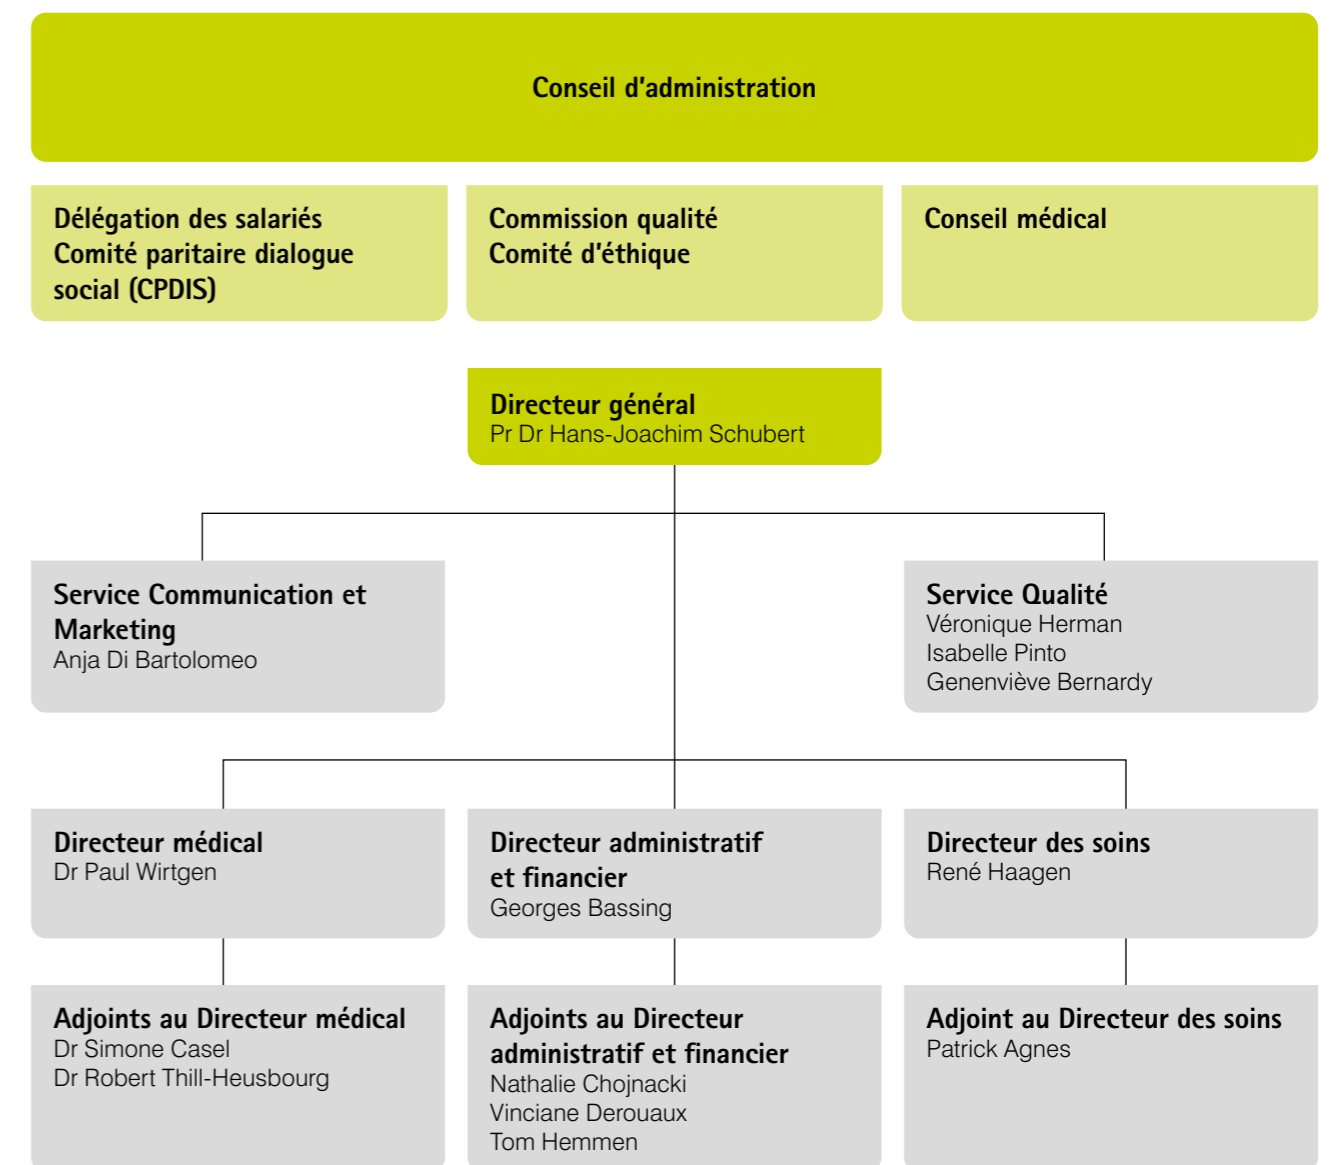 Conseil d'administration
Délégation des salariés
Comité paritaire dialogue
social (CPDIS)
Commission qualité
Comité d'éthique
Conseil médical
Directeur général
Pr Dr Hans-Joachim Schubert
Service Communication et
Marketing
Anja Di Bartolomeo
Service Qualité
Véronique Herman
Isabelle Pinto
Genenviève Bernardy
Directeur médical
Dr Paul Wirtgen
Directeur administratif
et financier
Georges Bassing
Directeur des soins
René Haagen
Adjoints au Directeur médical
Dr Simone Casel
Dr Robert Thill-Heusbourg
Adjoints au Directeur
administratif et financier
Nathalie Chojnacki
Vinciane Derouaux
Tom Hemmen
Adjoint au Directeur des soins
Patrick Agnes